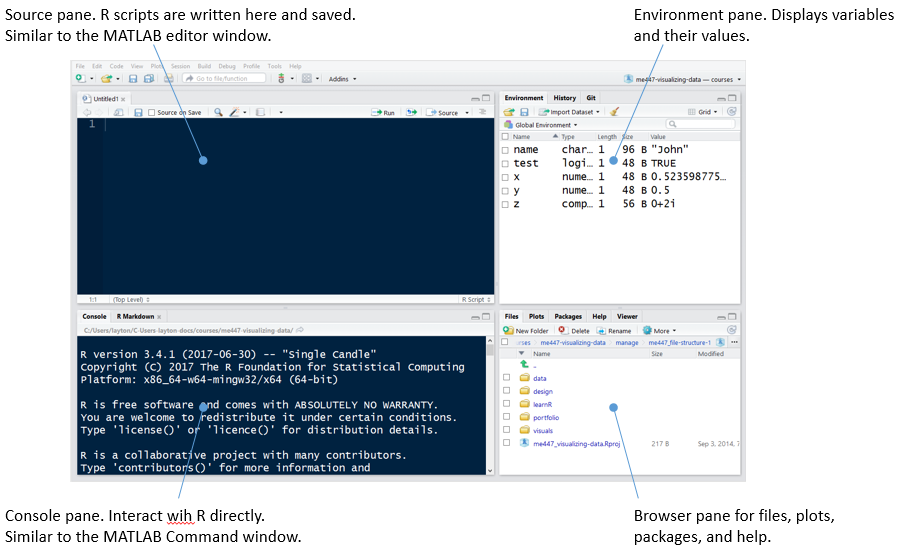 Source pane. R scripts are written here and saved.
Similar to the MATLAB editor window.
Environment pane. Displays variables
and their values.
File Edit Code View Plots Session Build Debug Profile Tools Help
Go to file/function
Addins
me447-visualizing-data — courses
Untitled1 ×
Source on Save
Run
Source
1
1:1
(Top Level)
R Script
Environment History Git
Import Dataset
Grid
Global Environment
Name Type Length Size Value
name char... 1 96 B "John"
test logi... 1 48 B TRUE
x nume... 1 48 B 0.523598775...
y nume... 1 48 B 0.5
z comp... 1 56 B 0+2i
Console R Markdown ×
C:/Users/layton/C-Users-layton-docs/courses/me447-visualizing-data/
R version 3.4.1 (2017-06-30) -- "Single Candle"
Copyright (C) 2017 The R Foundation for Statistical Computing
Platform: x86_64-w64-mingw32/x64 (64-bit)
R is free software and comes with ABSOLUTELY NO WARRANTY.
You are welcome to redistribute it under certain conditions.
Type 'license()' or 'licence()' for distribution details.
R is a collaborative project with many contributors.
Type 'contributors()' for more information and
Files Plots Packages Help Viewer
New Folder Delete Rename More
rses me447-visualizing-data manage me447_file-structure-1 ...
Name Size Modified
..
data
design
learnR
portfolio
visuals
me447_visualizing-data.Rproj 217 B Sep 3, 2014, 7
Console pane. Interact wih R directly.
Similar to the MATLAB Command window.
Browser pane for files, plots,
packages, and help.